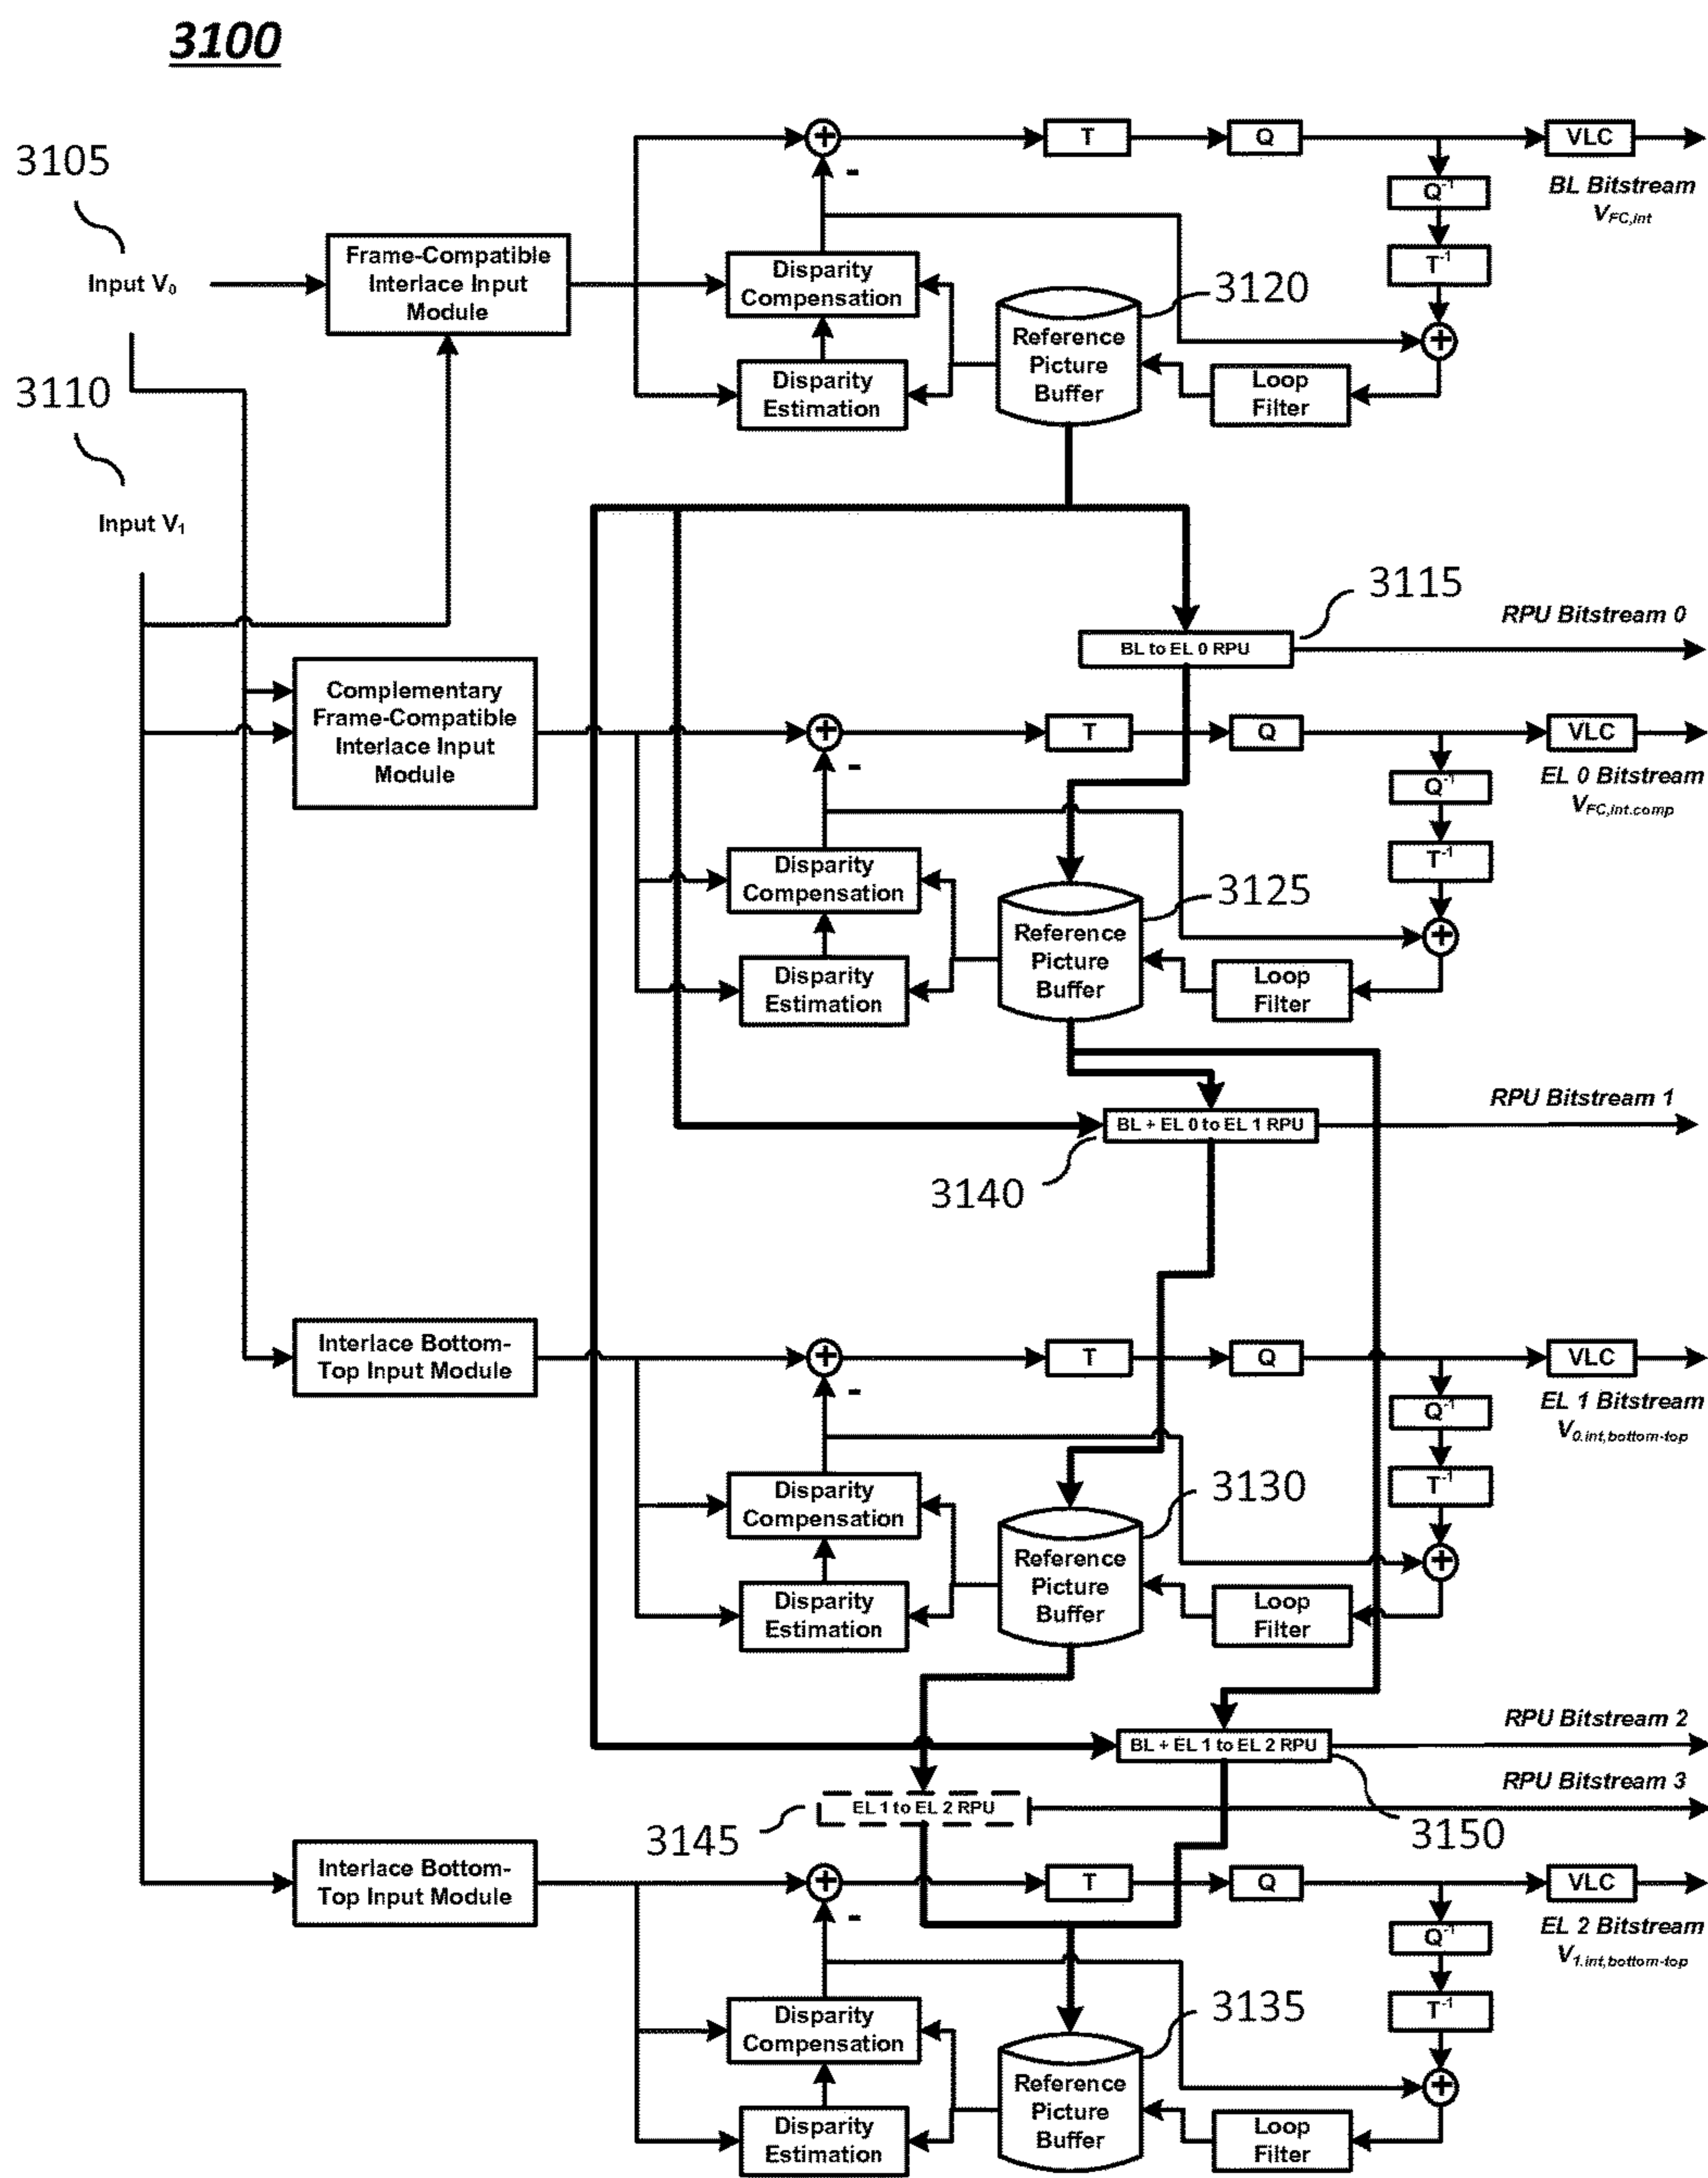 3100
T
Q
VLC
3105
Q-1
BL Bitstream
VFC,int
Frame-Compatible
Interlace Input
Module
Input V0
Disparity
Compensation
T-1
3120
Reference
Picture
Buffer
3110
Disparity
Estimation
Loop
Filter
Input V1
3115
RPU Bitstream 0
BL to EL 0 RPU
Complementary
Frame-Compatible
Interlace Input
Module
T
Q
VLC
Q-1
EL 0 Bitstream
VFC,int.comp
Disparity
Compensation
T-1
3125
Reference
Picture
Buffer
Disparity
Estimation
Loop
Filter
RPU Bitstream 1
BL + EL 0 to EL 1 RPU
3140
Interlace Bottom-
Top Input Module
T
Q
VLC
Q-1
EL 1 Bitstream
V0.int,bottom-top
Disparity
Compensation
T-1
3130
Reference
Picture
Buffer
Disparity
Estimation
Loop
Filter
RPU Bitstream 2
BL + EL 1 to EL 2 RPU
RPU Bitstream 3
EL 1 to EL 2 RPU
3145
3150
Interlace Bottom-
Top Input Module
T
Q
VLC
Q-1
EL 2 Bitstream
V1.int,bottom-top
Disparity
Compensation
T-1
3135
Reference
Picture
Buffer
Disparity
Estimation
Loop
Filter